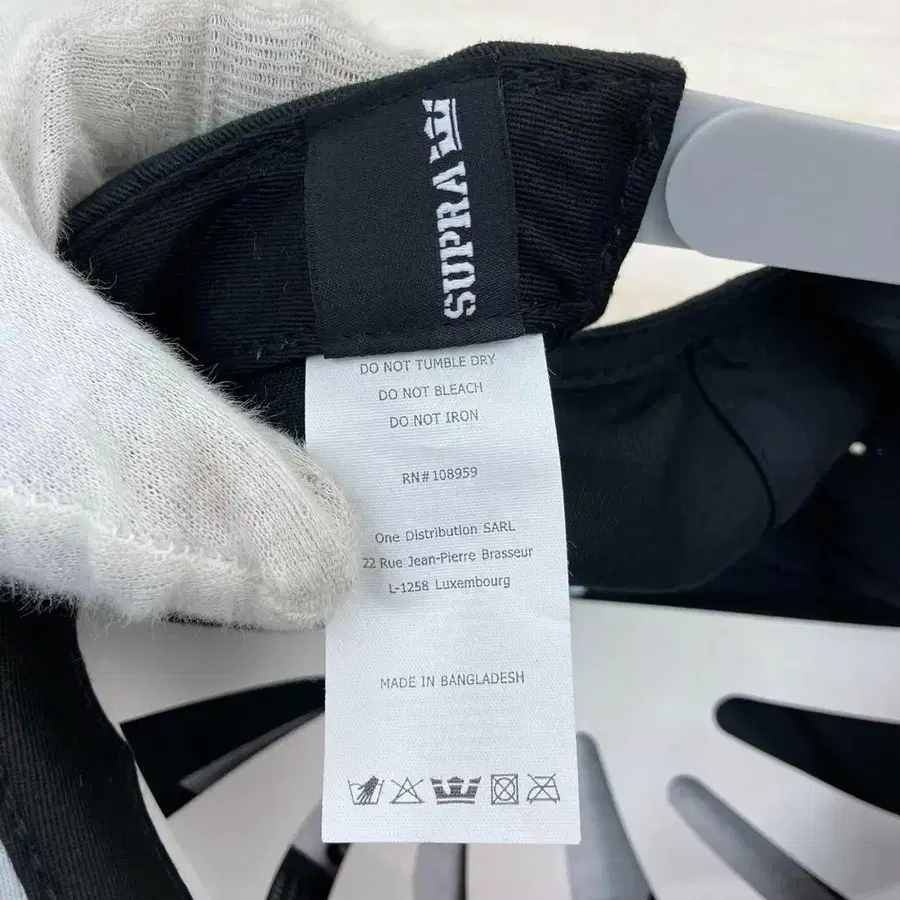 SUPRA
DO NOT TUMBLE DRY
DO NOT BLEACH
DO NOT IRON
RN#108959
One Distribution SARL
22 Rue Jean-Pierre Brasseur
L-1258 Luxembourg
MADE IN BANGLADESH